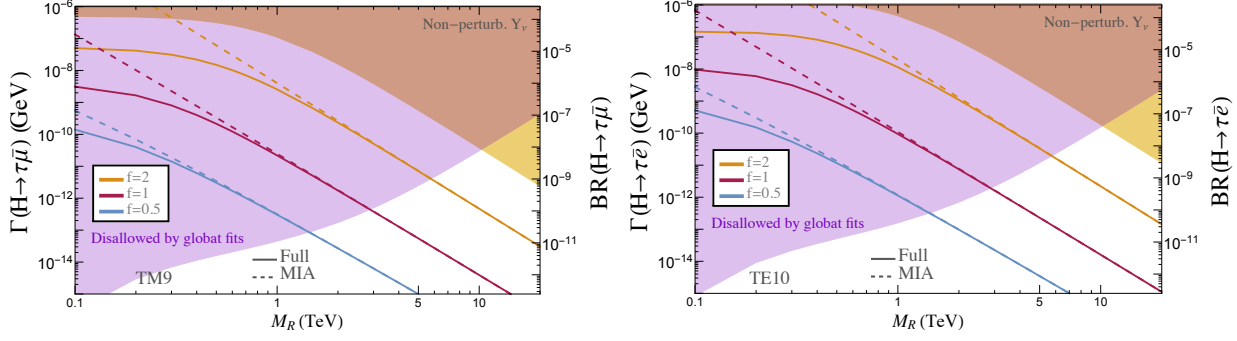 Non−perturb. Yν
10⁻⁶
10⁻⁸
10⁻¹⁰
10⁻¹²
10⁻¹⁴
Γ (H→τμ̄) (GeV)
f=2
f=1
f=0.5
Disallowed by globat fits
TM9
Full
MIA
10⁻⁵
10⁻⁷
10⁻⁹
10⁻¹¹
BR(H→τμ̄)
0.1
1
5
10
M_R (TeV)
Non−perturb. Yν
10⁻⁶
10⁻⁸
10⁻¹⁰
10⁻¹²
10⁻¹⁴
Γ (H→τē) (GeV)
f=2
f=1
f=0.5
Disallowed by globat fits
TE10
Full
MIA
10⁻⁵
10⁻⁷
10⁻⁹
10⁻¹¹
BR(H→τē)
0.1
1
5
10
M_R (TeV)